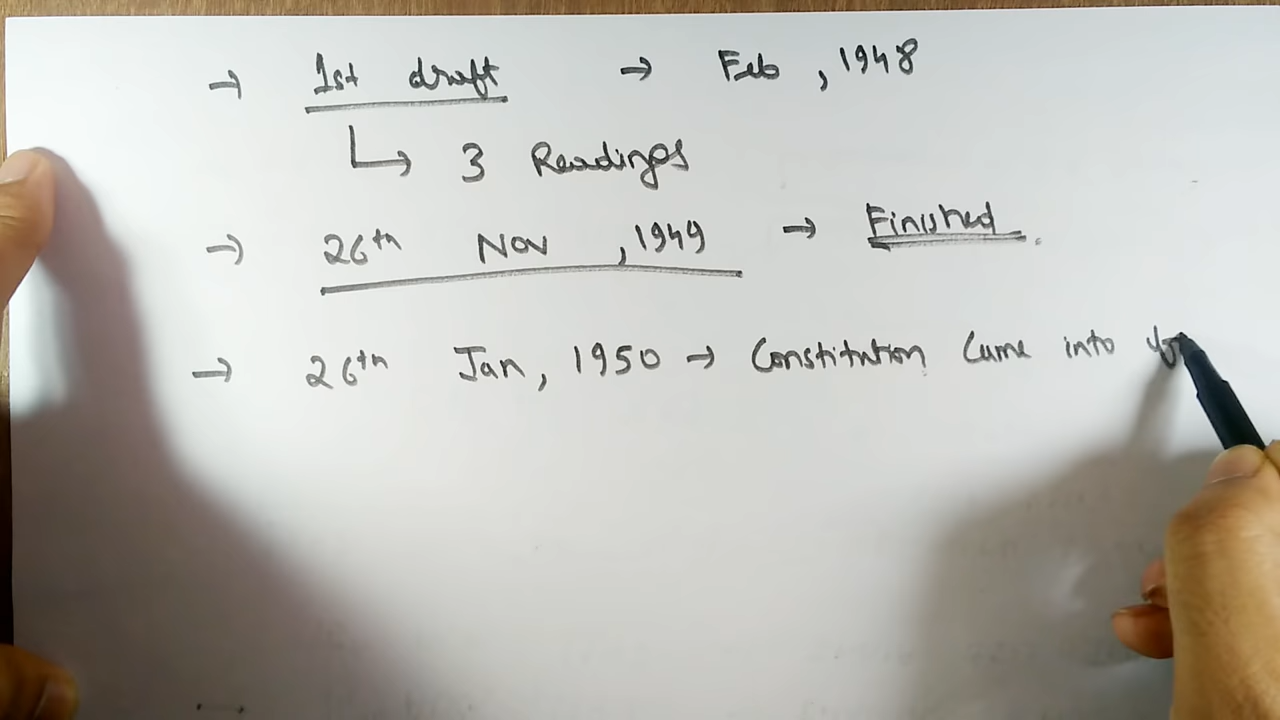 → 1st draft → Feb, 1948
↳ 3 Readings
→ 26th Nov, 1949 → Finished.
→ 26th Jan, 1950 → Constitution Came into